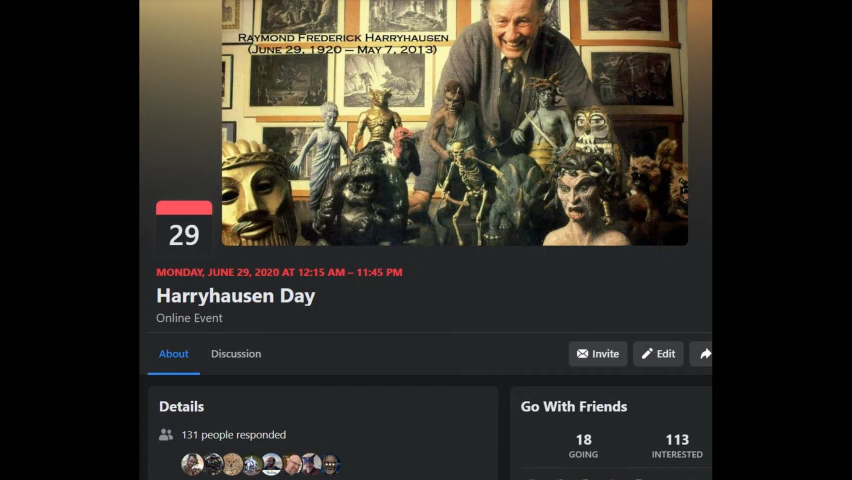 Raymond Frederick Harryhausen
(June 29, 1920 – May 7, 2013)
29
MONDAY, JUNE 29, 2020 AT 12:15 AM – 11:45 PM
Harryhausen Day
Online Event
About
Discussion
Invite
Edit
Details
Go With Friends
131 people responded
18
113
GOING
INTERESTED